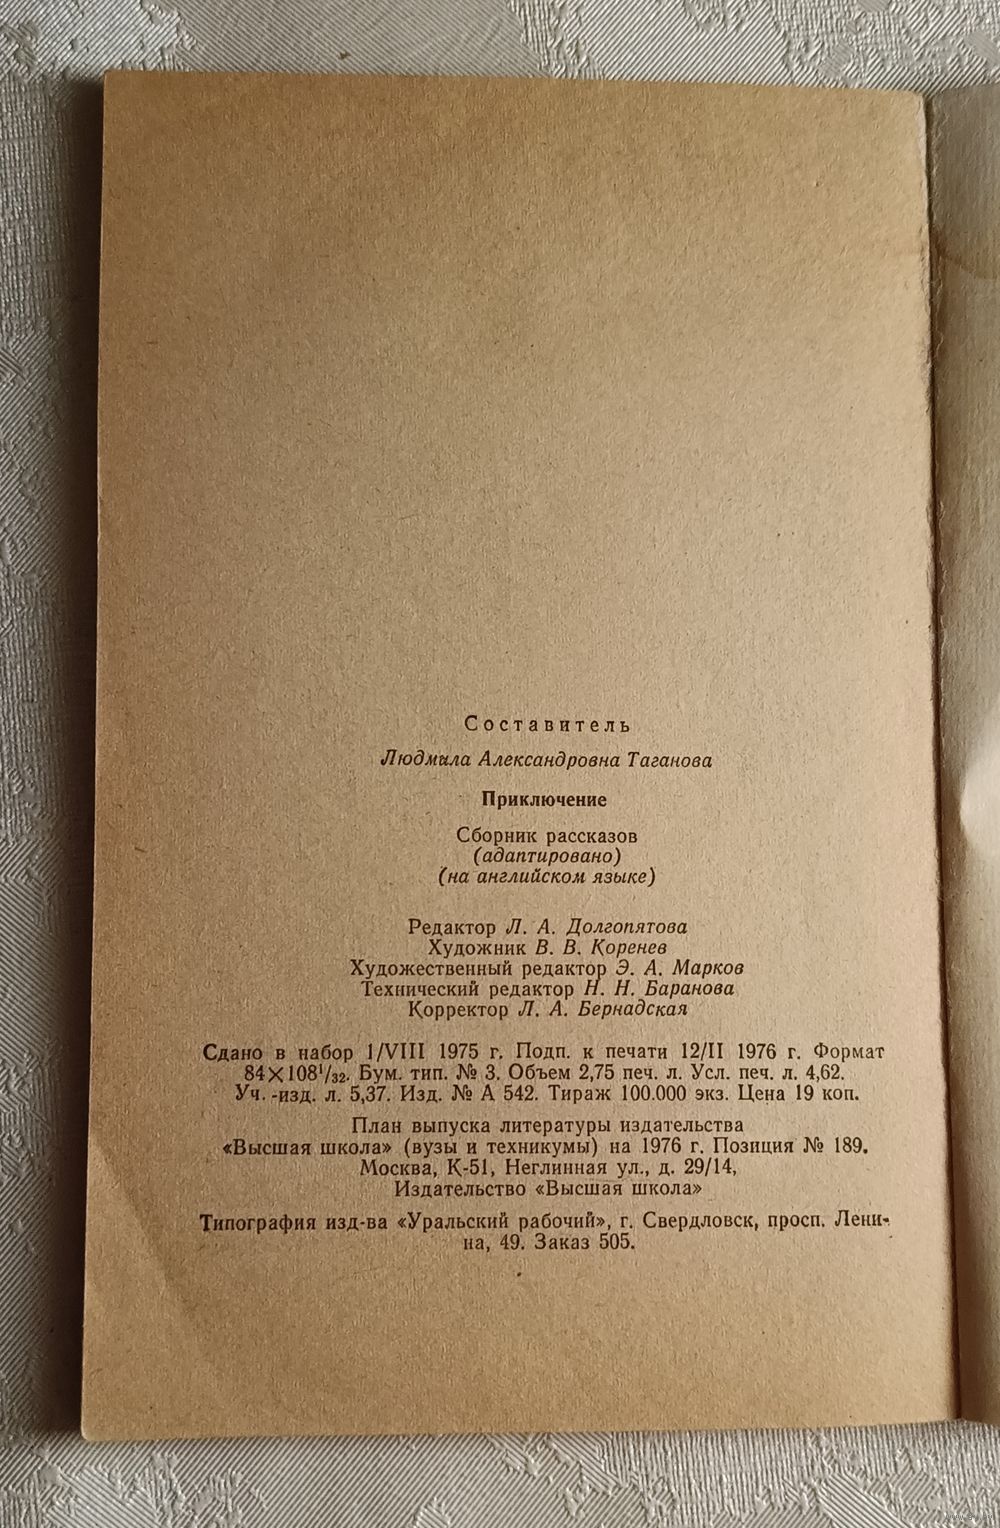 Составитель
Людмила Александровна Таганова
Приключение
Сборник рассказов
(адаптировано)
(на английском языке)
Редактор Л. А. Долгопятова
Художник В. В. Коренев
Художественный редактор Э. А. Марков
Технический редактор Н. Н. Баранова
Корректор Л. А. Бернадская
Сдано в набор 1/VIII 1975 г. Подп. к печати 12/II 1976 г. Формат
84×108¹/₃₂. Бум. тип. № 3. Объем 2,75 печ. л. Усл. печ. л. 4,62.
Уч.-изд. л. 5,37. Изд. № А 542. Тираж 100.000 экз. Цена 19 коп.
План выпуска литературы издательства
«Высшая школа» (вузы и техникумы) на 1976 г. Позиция № 189.
Москва, К-51, Неглинная ул., д. 29/14,
Издательство «Высшая школа»
Типография изд-ва «Уральский рабочий», г. Свердловск, просп. Лени-
на, 49. Заказ 505.